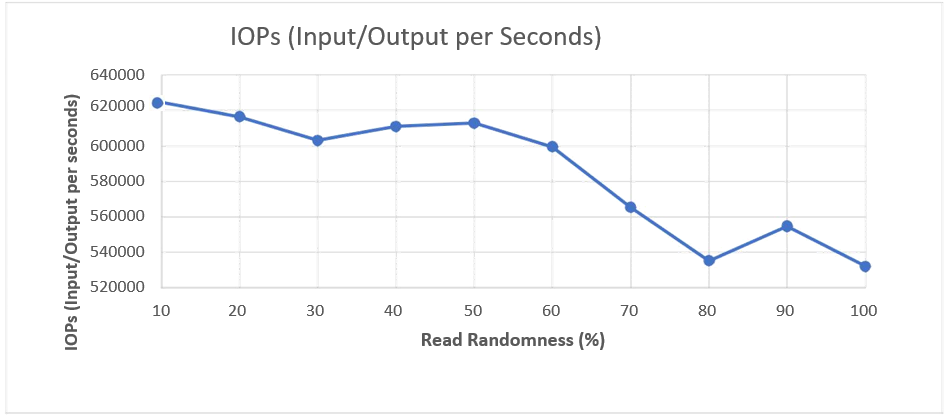 IOPs (Input/Output per Seconds)
IOPs (Input/Output per seconds)
640000
620000
600000
580000
560000
540000
520000
10 20 30 40 50 60 70 80 90 100
Read Randomness (%)